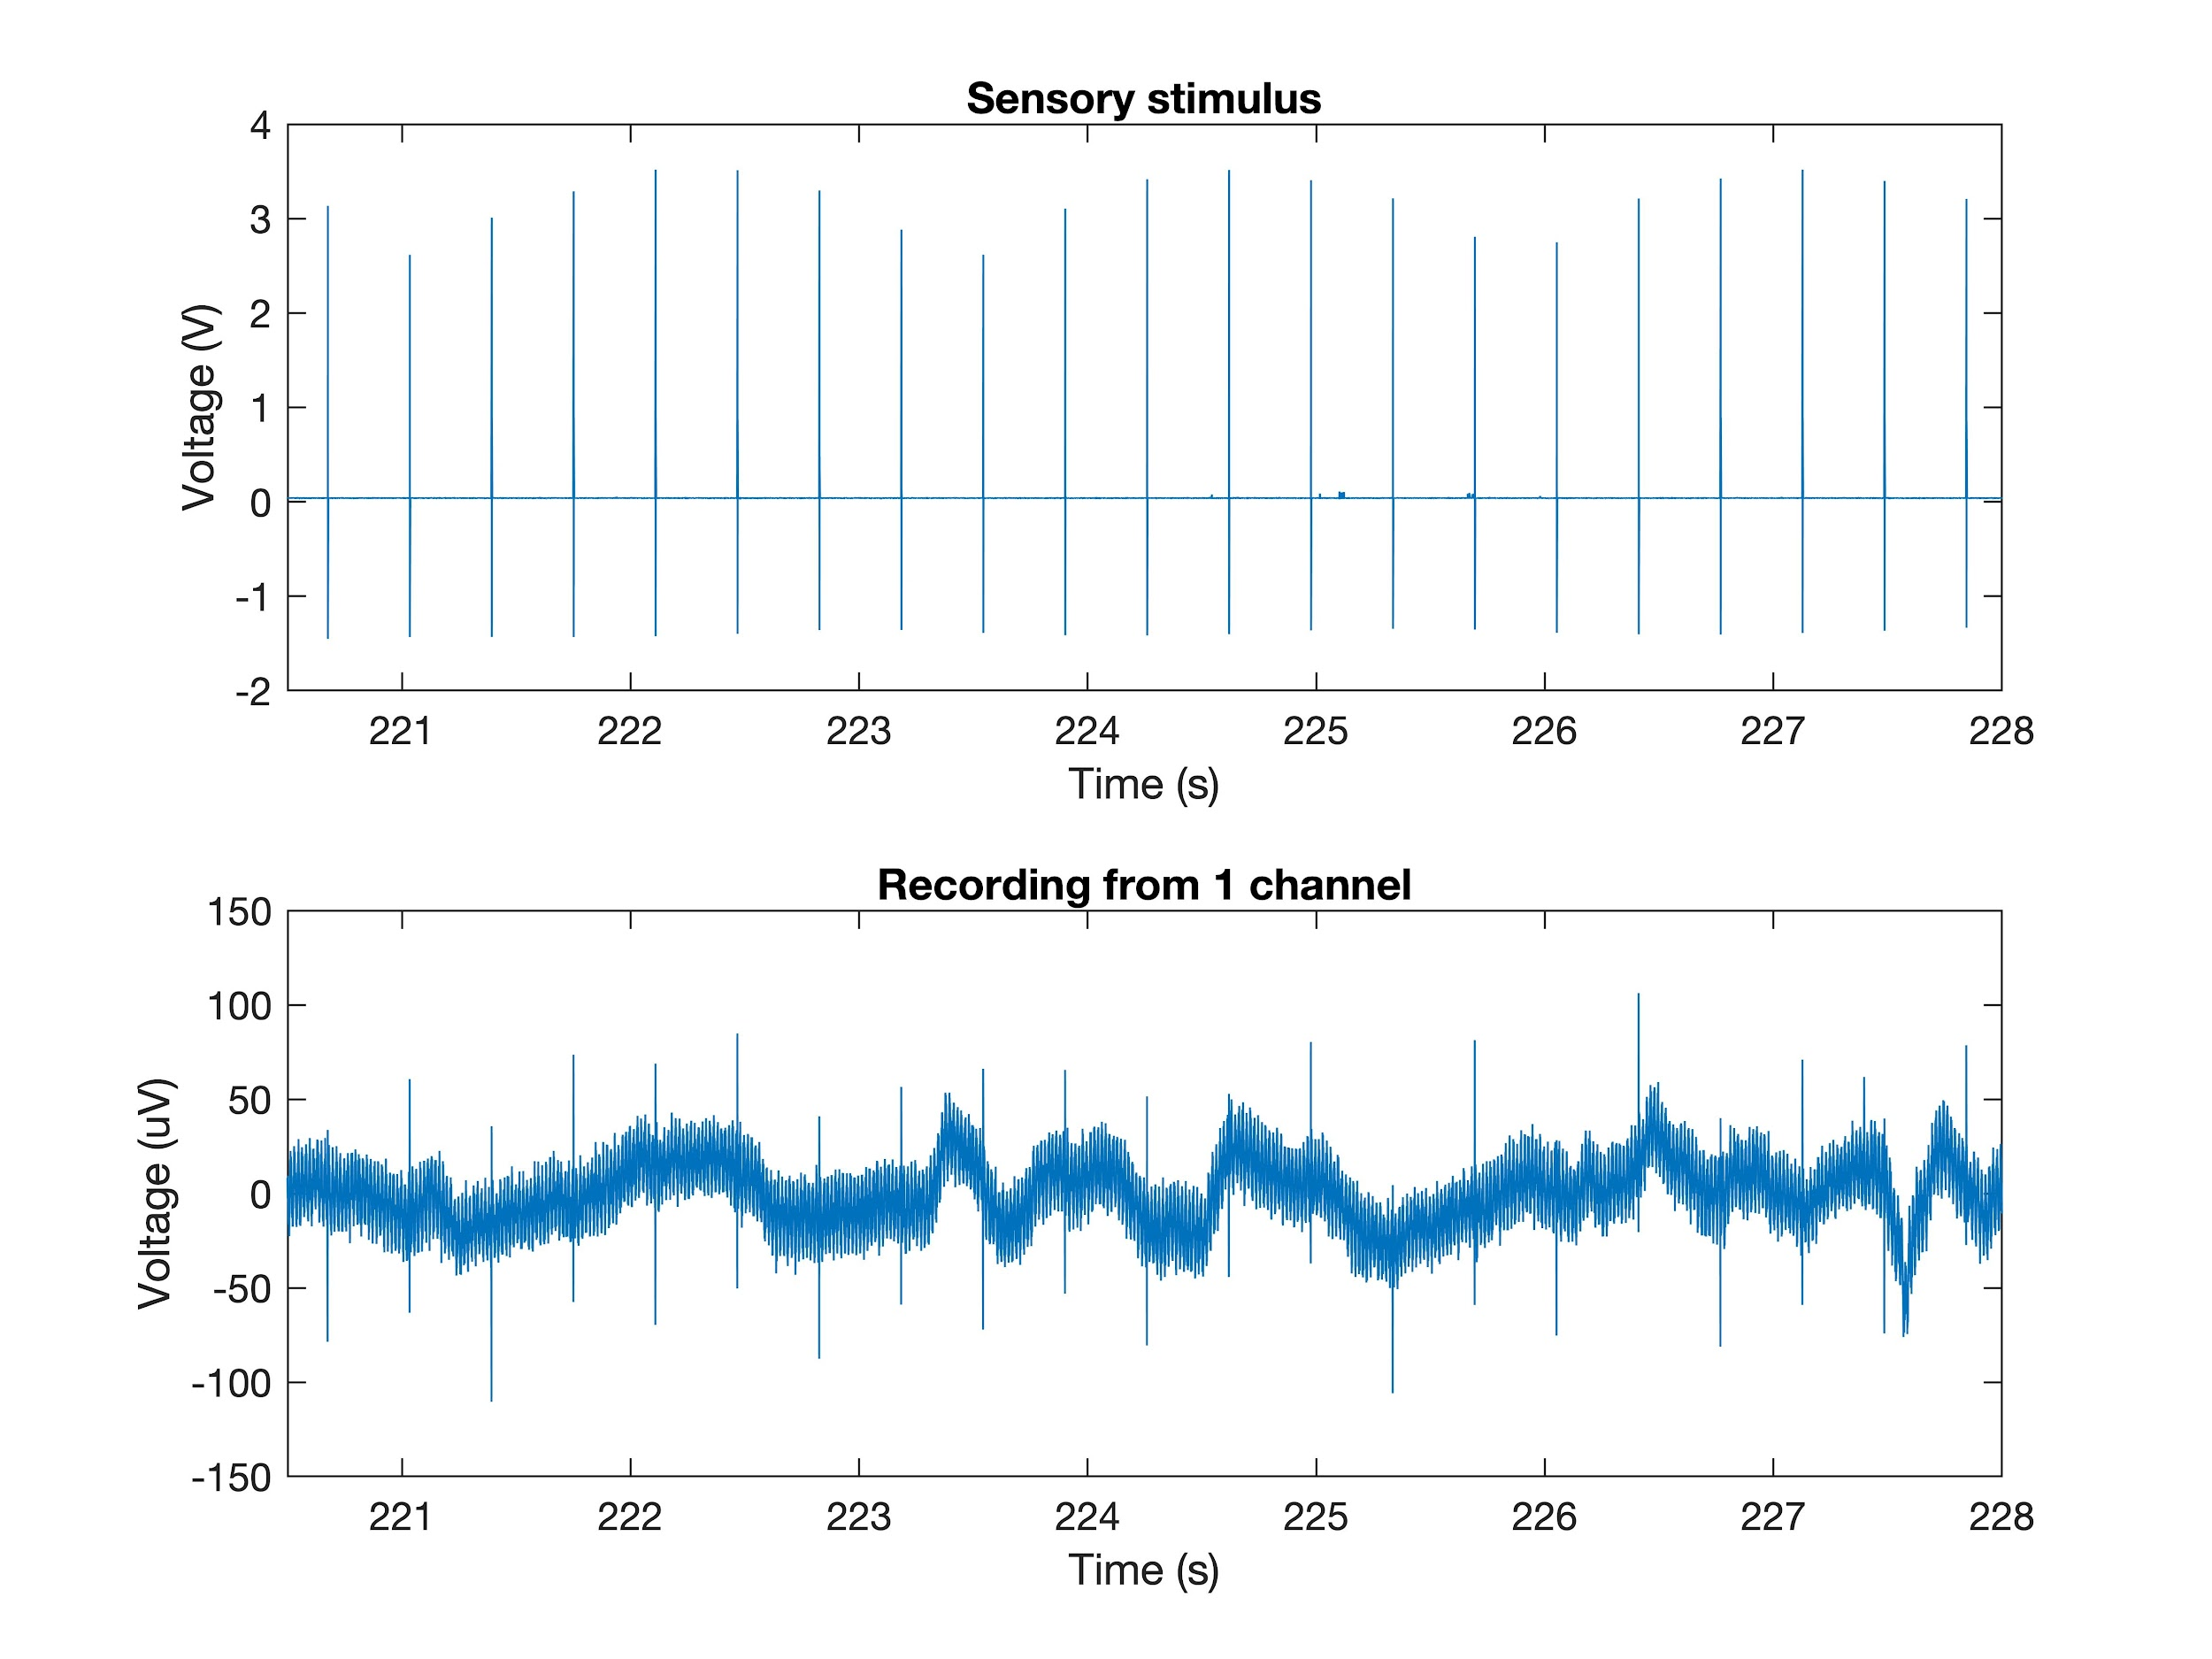 Sensory stimulus
4
3
2
1
0
-1
-2
Voltage (V)
221 222 223 224 225 226 227 228
Time (s)
Recording from 1 channel
150
100
50
0
-50
-100
-150
Voltage (uV)
221 222 223 224 225 226 227 228
Time (s)